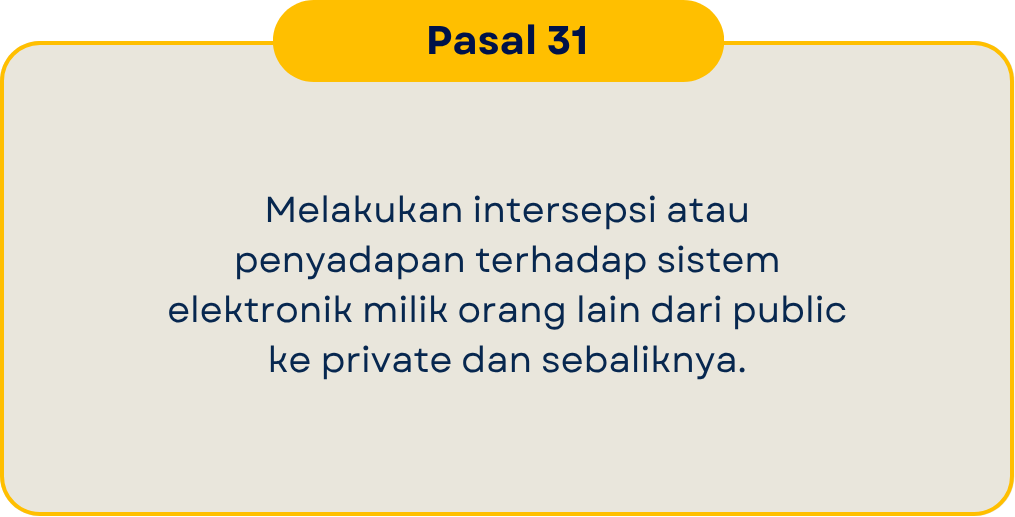 Pasal 31
Melakukan intersepsi atau
penyadapan terhadap sistem
elektronik milik orang lain dari public
ke private dan sebaliknya.